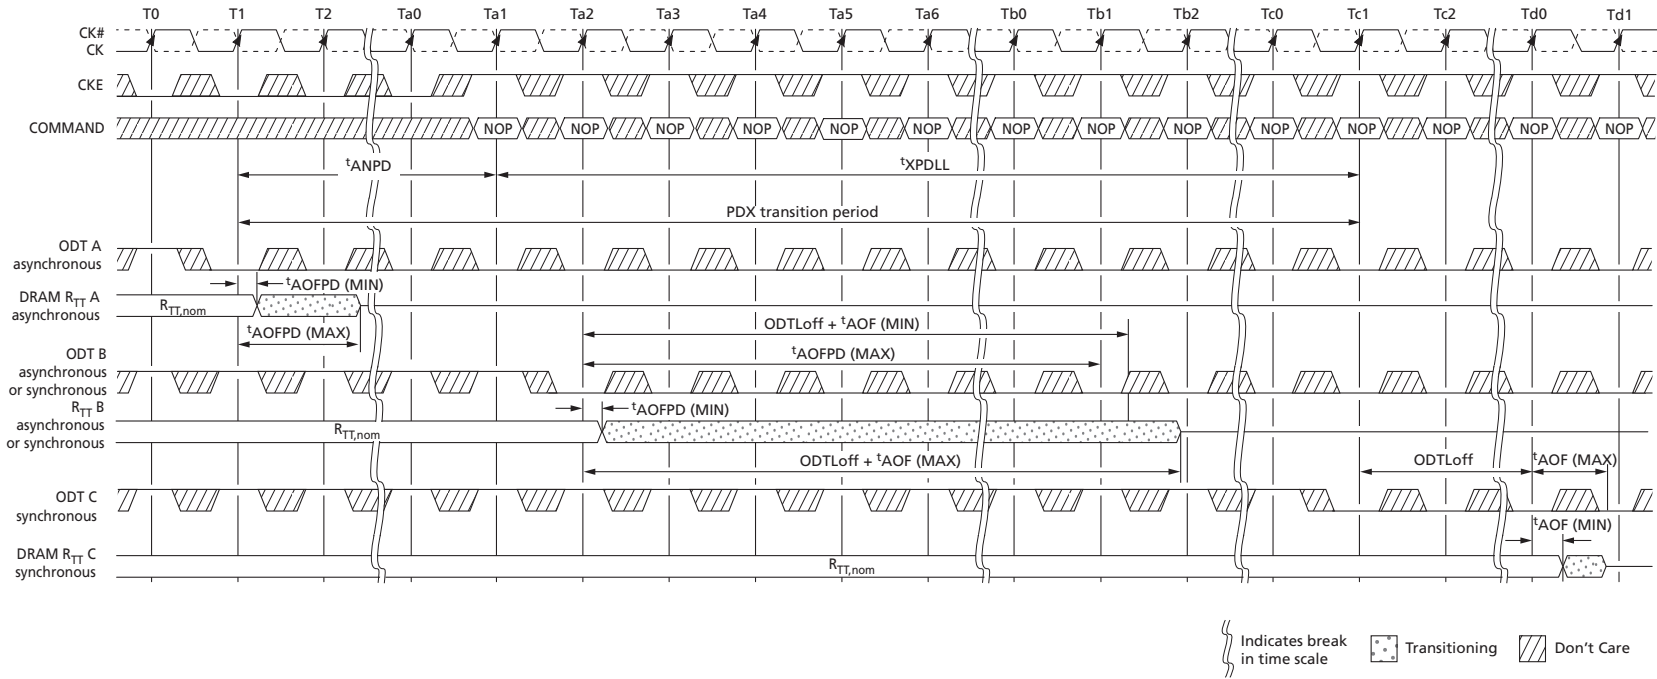 T0 T1 T2 Ta0 Ta1 Ta2 Ta3 Ta4 Ta5 Ta6 Tb0 Tb1 Tb2 Tc0 Tc1 Tc2 Td0 Td1
CK#
CK
CKE
COMMAND
NOP NOP NOP NOP NOP NOP NOP NOP NOP NOP NOP NOP NOP NOP
tANPD
tXPDLL
PDX transition period
ODT A
asynchronous
tAOFPD (MIN)
DRAM RTT A
asynchronous
RTT,nom
tAOFPD (MAX)
ODTLoff + tAOF (MIN)
tAOFPD (MAX)
ODT B
asynchronous
or synchronous
tAOFPD (MIN)
RTT B
asynchronous
or synchronous
RTT,nom
ODTLoff + tAOF (MAX)
ODTLoff
tAOF (MAX)
ODT C
synchronous
tAOF (MIN)
DRAM RTT C
synchronous
RTT,nom
Indicates break
in time scale
Transitioning
Don't Care